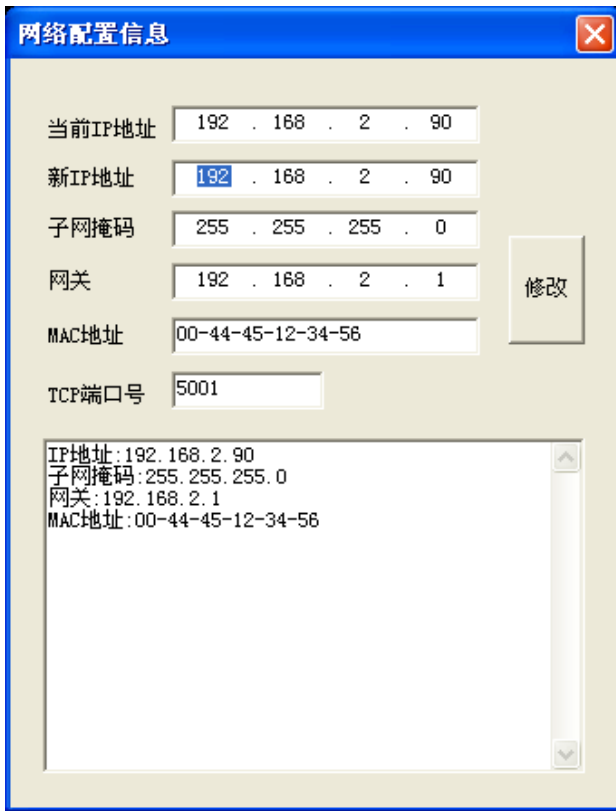 网络配置信息
当前IP地址 192 . 168 . 2 . 90
新IP地址 192 . 168 . 2 . 90
子网掩码 255 . 255 . 255 . 0
网关 192 . 168 . 2 . 1
修改
MAC地址 00-44-45-12-34-56
TCP端口号 5001
IP地址:192.168.2.90
子网掩码:255.255.255.0
网关:192.168.2.1
MAC地址:00-44-45-12-34-56